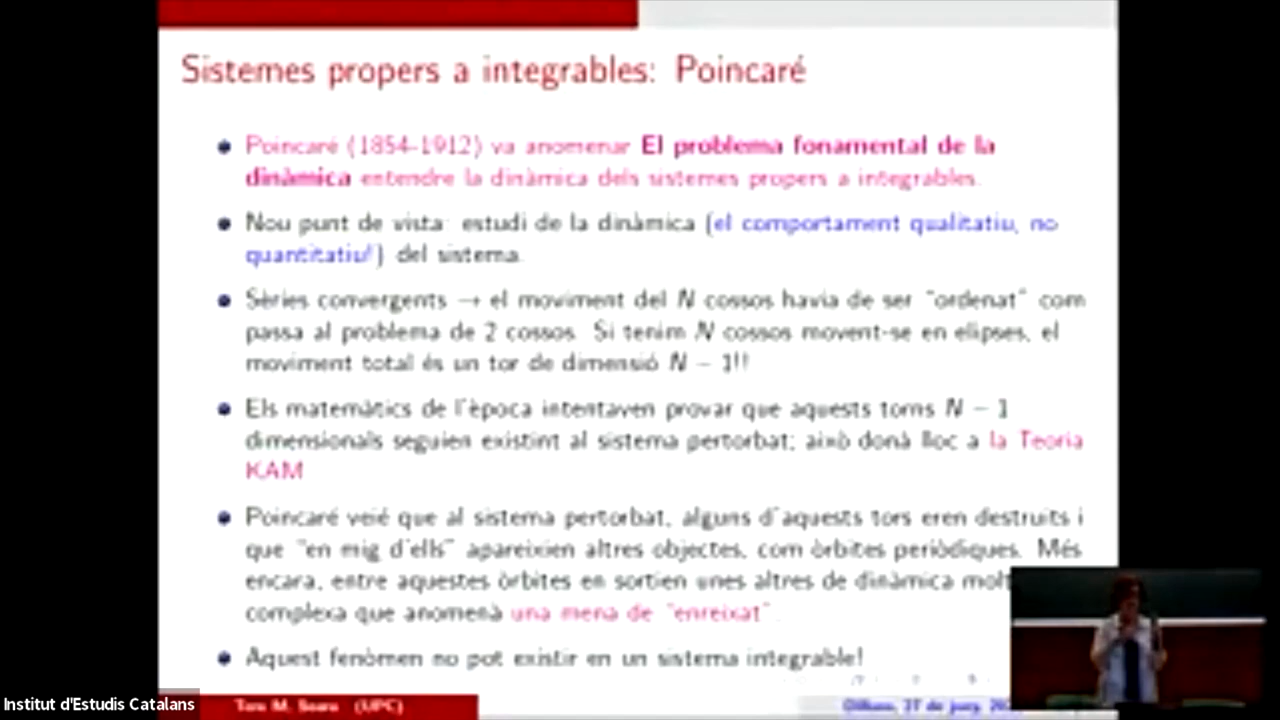 Sistemes propers a integrables: Poincaré
Poincaré (1854-1912) va anomenar El problema fonamental de la
dinàmica entendre la dinàmica dels sistemes propers a integrables.
Nou punt de vista: estudi de la dinàmica (el comportament qualitatiu, no
quantitatiu!) del sistema.
Sèries convergents → el moviment del N cossos havia de ser "ordenat" com
passa al problema de 2 cossos. Si tenim N cossos movent-se en elipses, el
moviment total és un tor de dimensió N − 1!!
Els matemàtics de l'època intentaven provar que aquests torns N − 1
dimensionals seguien existint al sistema pertorbat; això donà lloc a la Teoria
KAM
Poincaré veié que al sistema pertorbat, alguns d'aquests tors eren destruits i
que "en mig d'ells" apareixien altres objectes, com òrbites periòdiques. Més
encara, entre aquestes òrbites en sortien unes altres de dinàmica molt
complexa que anomenà una mena de "enreixat".
Aquest fenòmen no pot existir en un sistema integrable!
Institut d'Estudis Catalans
M. Seara (UPC)
Dilluns, 27 de juny,